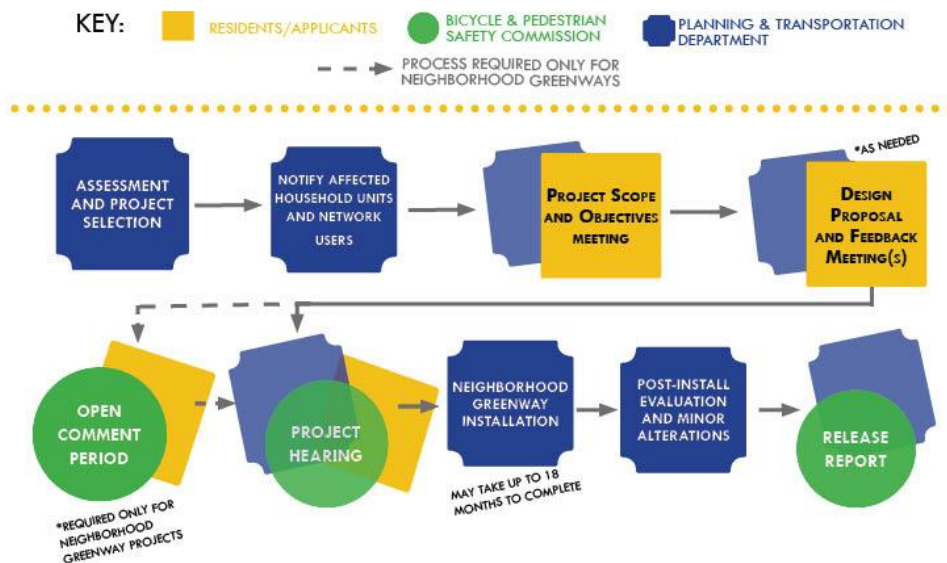 KEY:
RESIDENTS/APPLICANTS
BICYCLE & PEDESTRIAN
SAFETY COMMISSION
PLANNING & TRANSPORTATION
DEPARTMENT
PROCESS REQUIRED ONLY FOR
NEIGHBORHOOD GREENWAYS
ASSESSMENT
AND PROJECT
SELECTION
NOTIFY AFFECTED
HOUSEHOLD UNITS
AND NETWORK
USERS
PROJECT SCOPE
AND OBJECTIVES
MEETING
*AS NEEDED
DESIGN
PROPOSAL
AND FEEDBACK
MEETING(S)
OPEN
COMMENT
PERIOD
*REQUIRED ONLY FOR
NEIGHBORHOOD
GREENWAY PROJECTS
PROJECT
HEARING
NEIGHBORHOOD
GREENWAY
INSTALLATION
MAY TAKE UP TO 18
MONTHS TO COMPLETE
POST-INSTALL
EVALUATION
AND MINOR
ALTERATIONS
RELEASE
REPORT